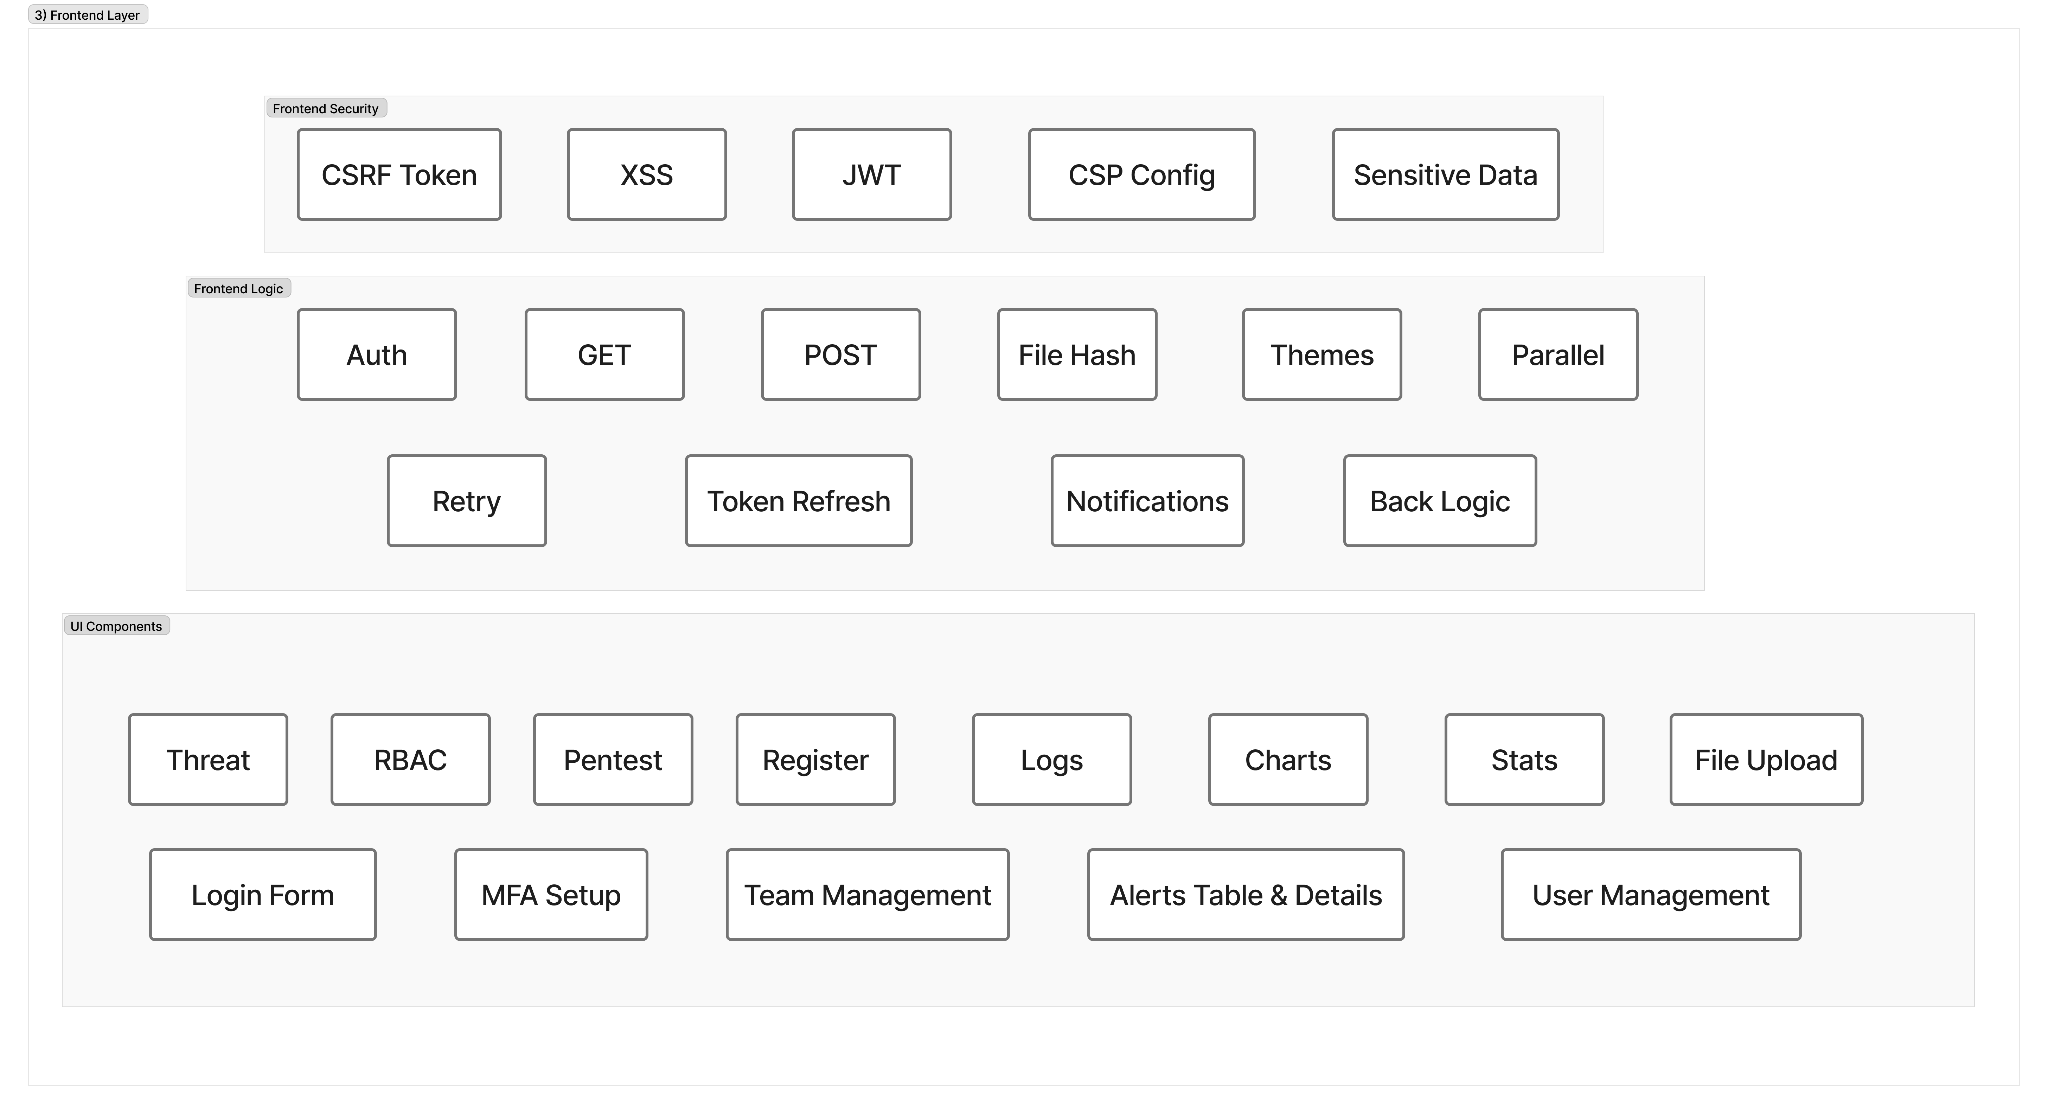 3) Frontend Layer
Frontend Security
CSRF Token
XSS
JWT
CSP Config
Sensitive Data
Frontend Logic
Auth
GET
POST
File Hash
Themes
Parallel
Retry
Token Refresh
Notifications
Back Logic
UI Components
Threat
RBAC
Pentest
Register
Logs
Charts
Stats
File Upload
Login Form
MFA Setup
Team Management
Alerts Table & Details
User Management